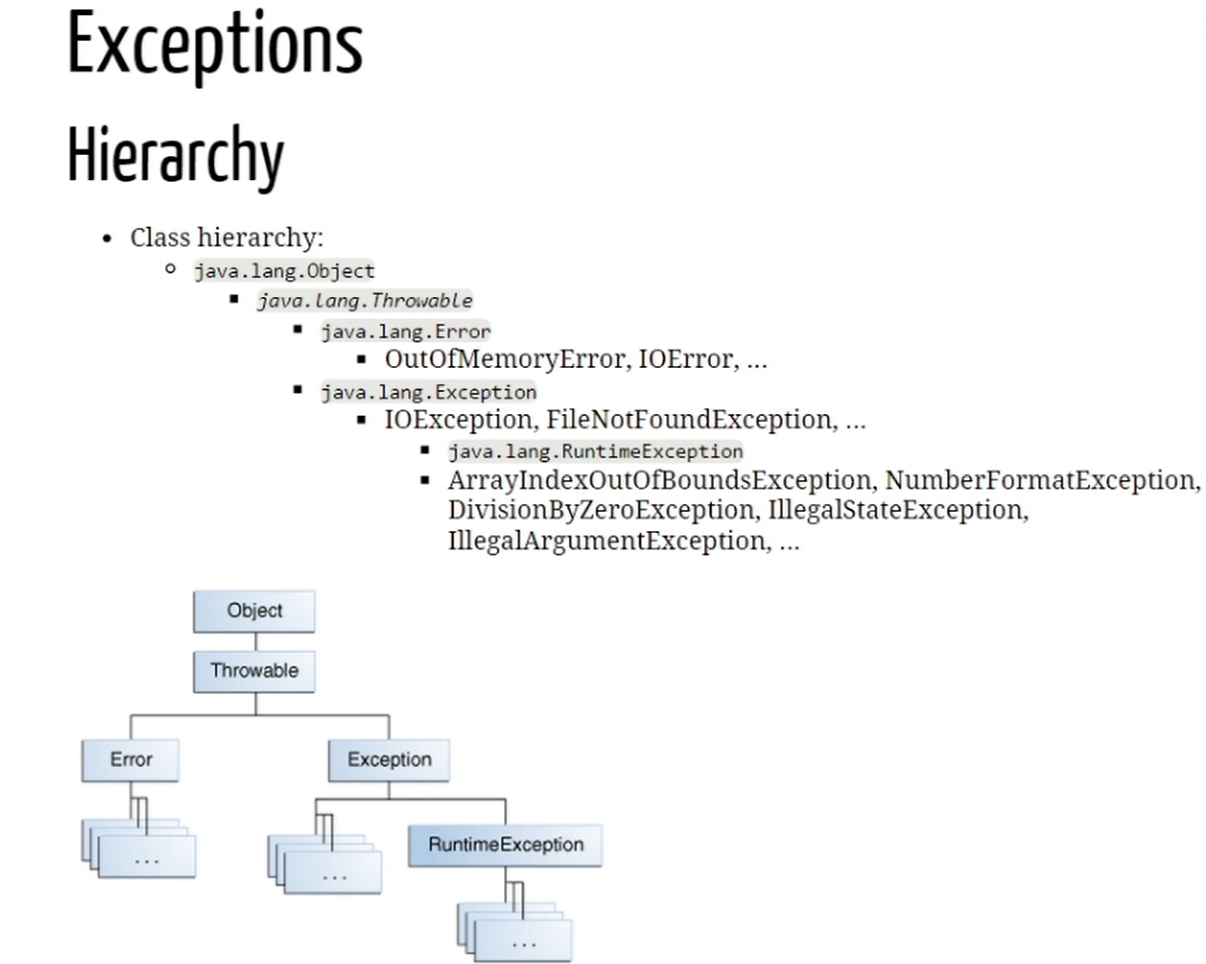 Exceptions
Hierarchy
Class hierarchy:
java.lang.Object
java.lang.Throwable
java.lang.Error
OutOfMemoryError, IOError, ...
java.lang.Exception
IOException, FileNotFoundException, ...
java.lang.RuntimeException
ArrayIndexOutOfBoundsException, NumberFormatException,
DivisionByZeroException, IllegalStateException,
IllegalArgumentException, ...
Object
Throwable
Error
Exception
RuntimeException
...
...
...